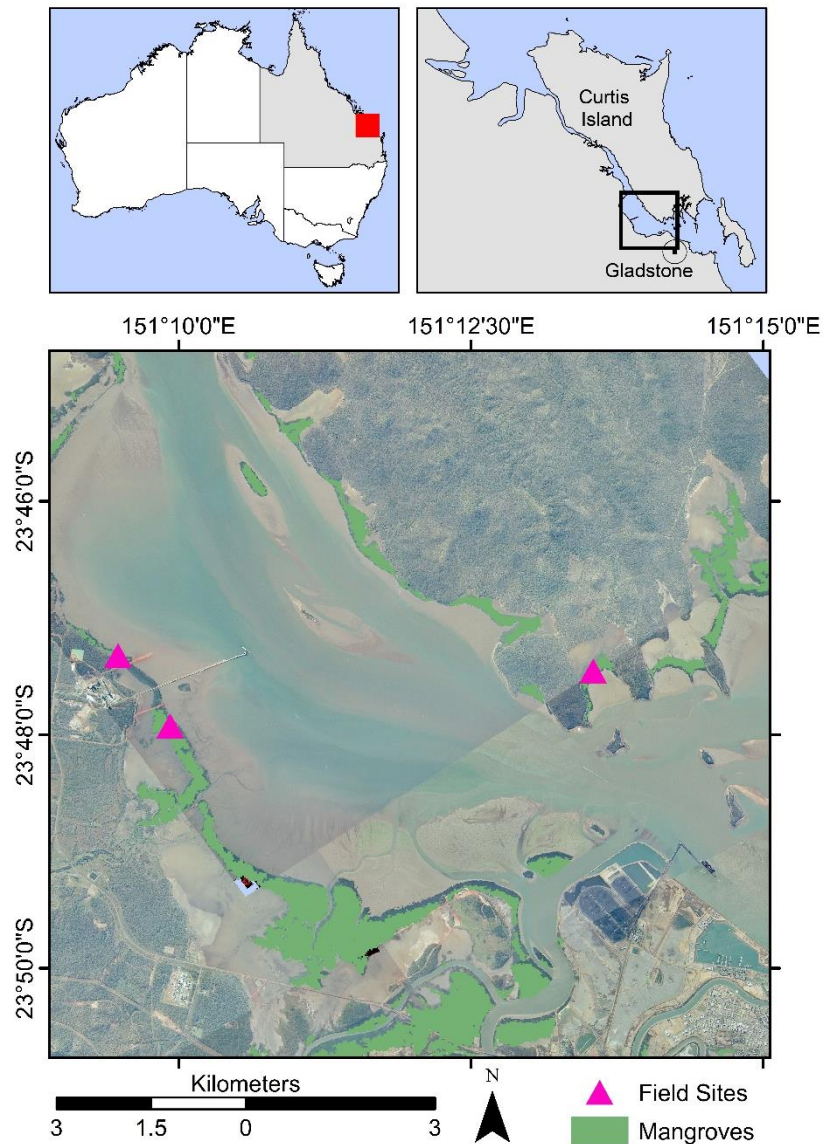 Curtis
Island
Gladstone
151°10'0"E
151°12'30"E
151°15'0"E
23°46'0"S
23°48'0"S
23°50'0"S
Kilometers
3 1.5 0 3
N
Field Sites
Mangroves